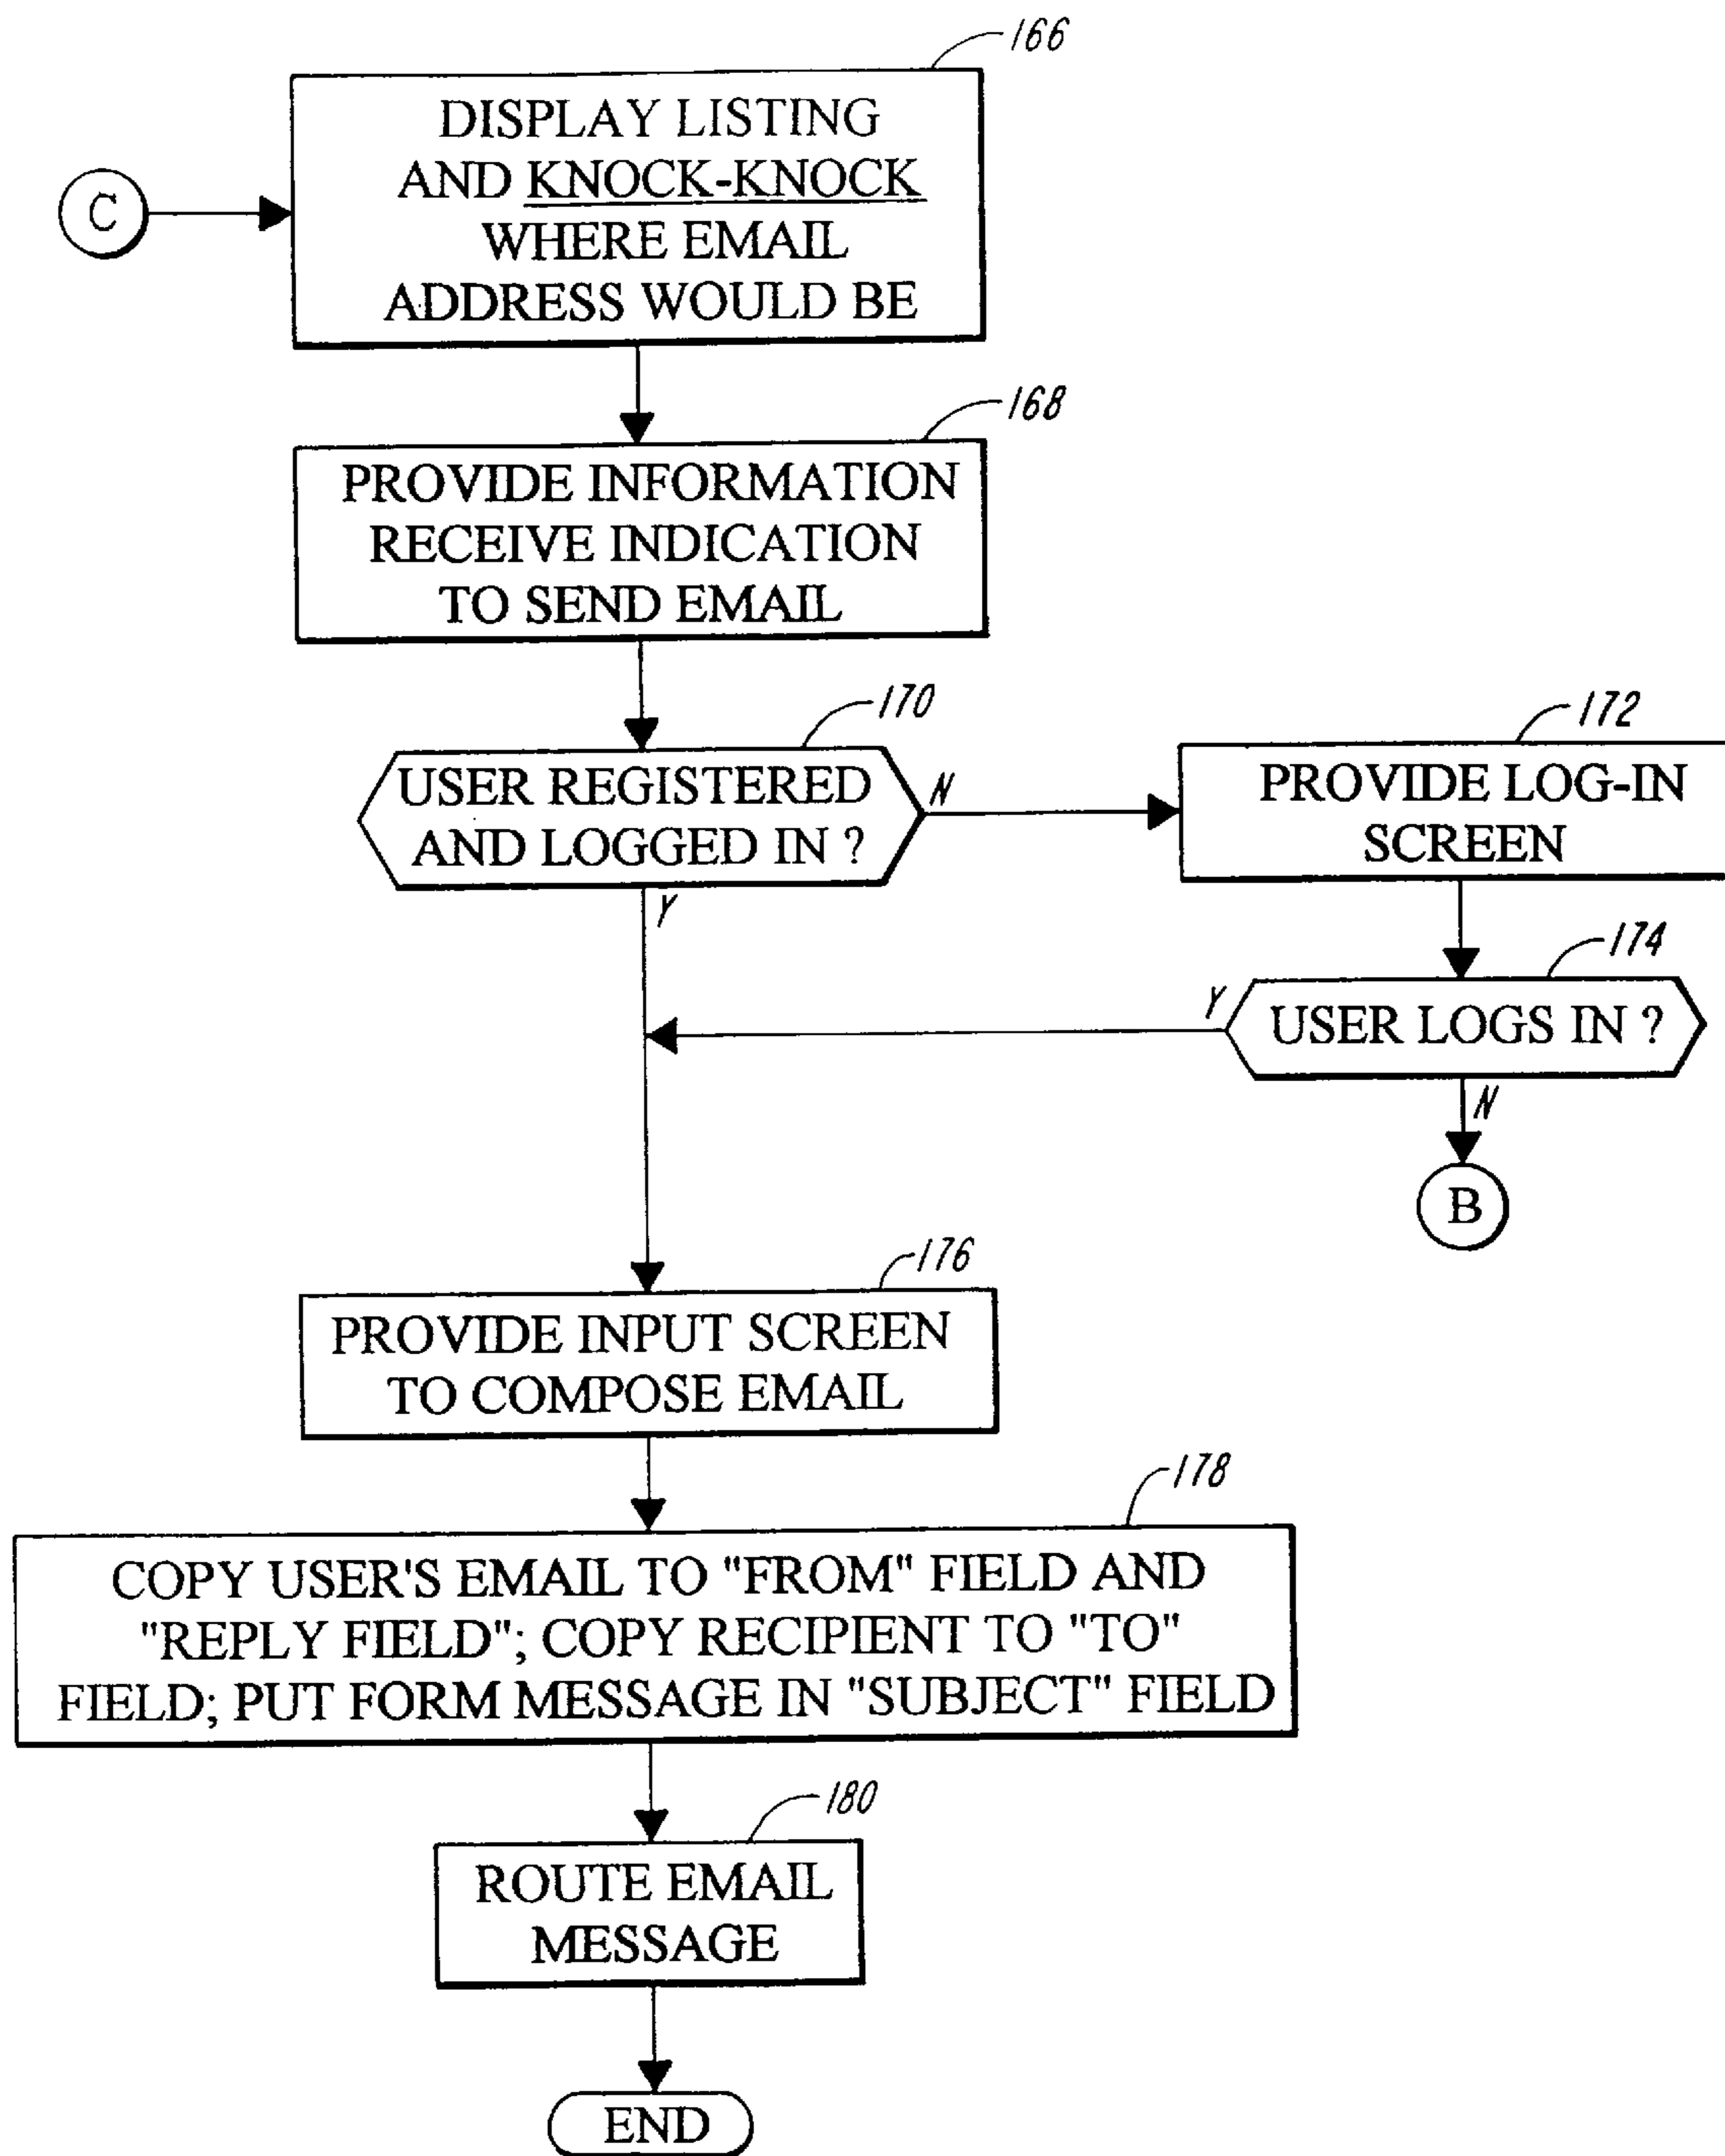 166
DISPLAY LISTING
AND KNOCK-KNOCK
WHERE EMAIL
ADDRESS WOULD BE
C
168
PROVIDE INFORMATION
RECEIVE INDICATION
TO SEND EMAIL
170
USER REGISTERED
AND LOGGED IN ?
N
Y
172
PROVIDE LOG-IN
SCREEN
174
USER LOGS IN ?
Y
N
B
176
PROVIDE INPUT SCREEN
TO COMPOSE EMAIL
178
COPY USER'S EMAIL TO "FROM" FIELD AND
"REPLY FIELD"; COPY RECIPIENT TO "TO"
FIELD; PUT FORM MESSAGE IN "SUBJECT" FIELD
180
ROUTE EMAIL
MESSAGE
END